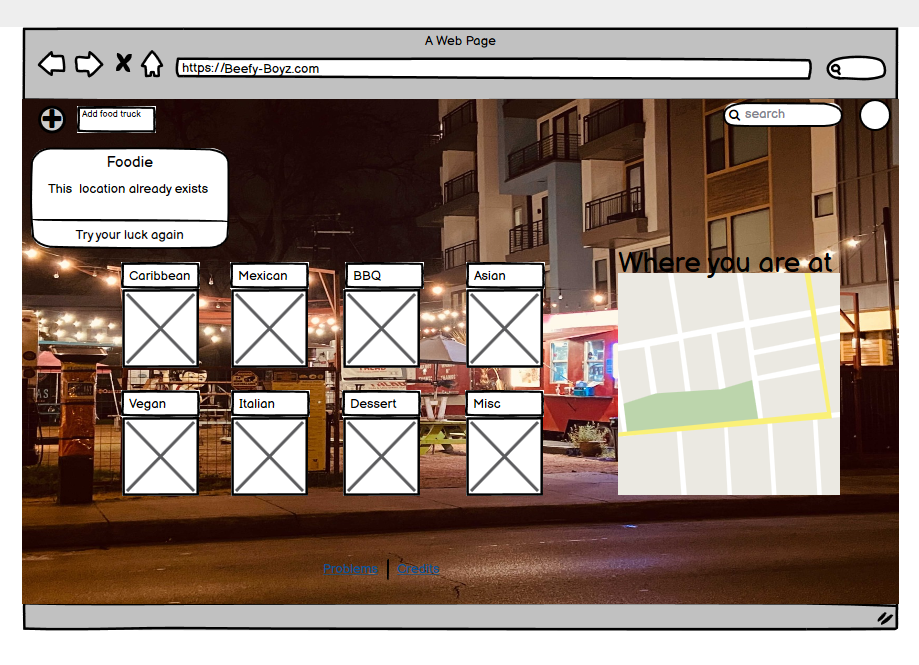 A Web Page
https://Beefy-Boyz.com
Add food truck
search
Foodie
This location already exists
Try your luck again
Where you are at
Caribbean
Mexican
BBQ
Asian
Vegan
Italian
Dessert
Misc
Problems
Credits